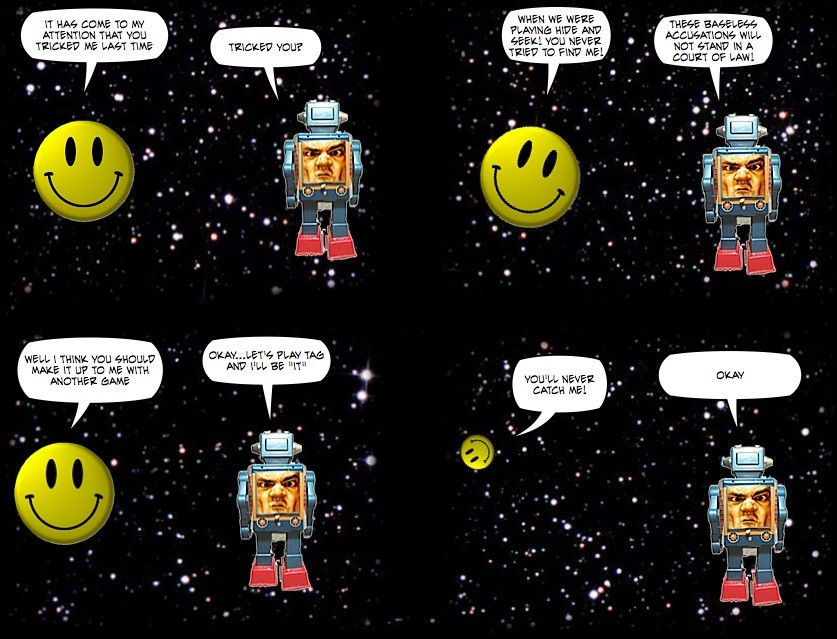 IT HAS COME TO MY
ATTENTION THAT YOU
TRICKED ME LAST TIME
TRICKED YOU?
WHEN WE WERE
PLAYING HIDE AND
SEEK! YOU NEVER
TRIED TO FIND ME!
THESE BASELESS
ACCUSATIONS WILL
NOT STAND IN A
COURT OF LAW!
WELL I THINK YOU SHOULD
MAKE IT UP TO ME WITH
ANOTHER GAME
OKAY...LET'S PLAY TAG
AND I'LL BE "IT"
YOU'LL NEVER
CATCH ME!
OKAY